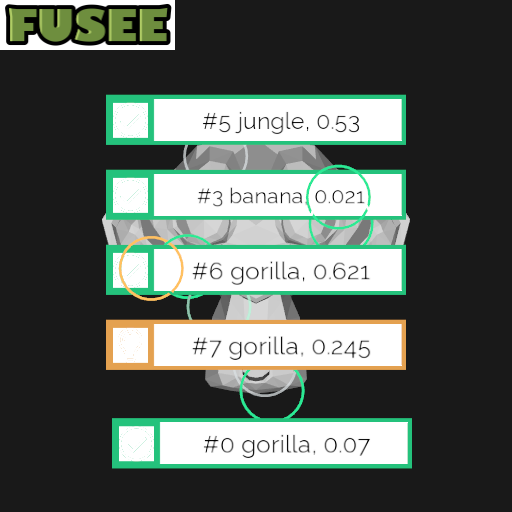 FUSEE
#5 jungle, 0.53
#3 banana, 0.021
#6 gorilla, 0.621
#7 gorilla, 0.245
#0 gorilla, 0.07